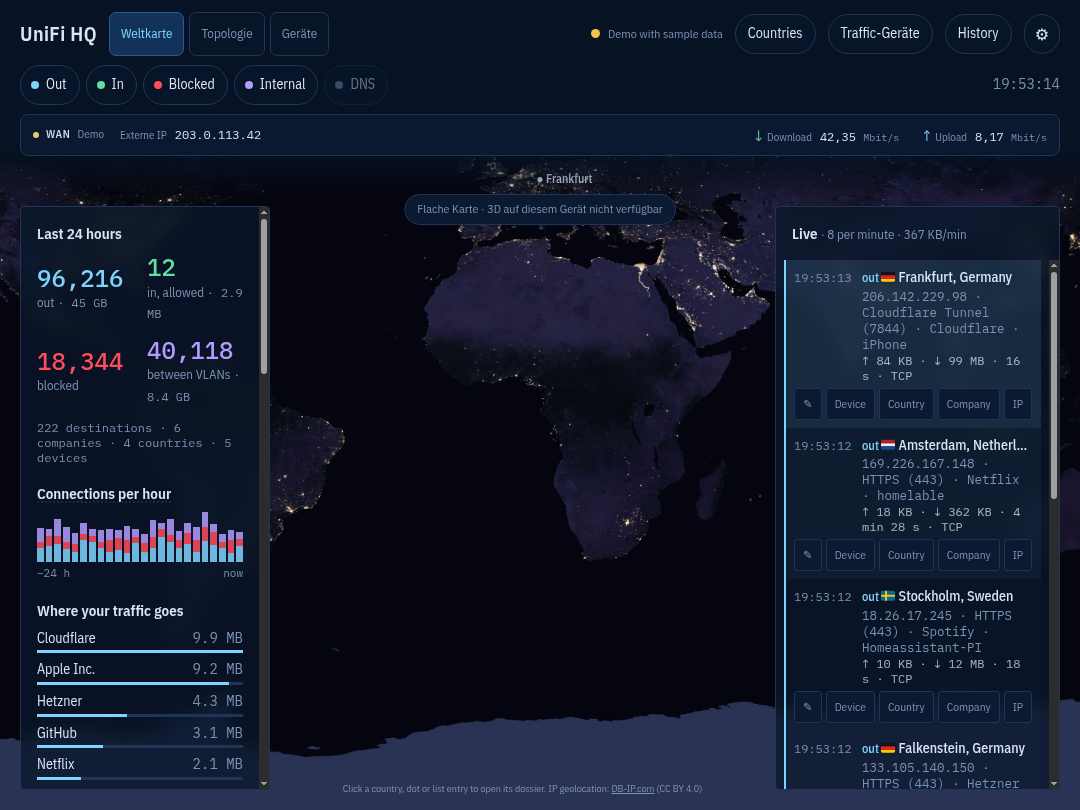 UniFi HQ
Weltkarte
Topologie
Geräte
Demo with sample data
Countries
Traffic-Geräte
History
Out
In
Blocked
Internal
DNS
19:53:14
WAN Demo Externe IP 203.0.113.42
↓ Download 42,35 Mbit/s ↑ Upload 8,17 Mbit/s
Frankfurt
Flache Karte · 3D auf diesem Gerät nicht verfügbar
Last 24 hours
96,216
out · 45 GB
12
in, allowed · 2.9
MB
18,344
blocked
40,118
between VLANs ·
8.4 GB
222 destinations · 6
companies · 4 countries · 5
devices
Connections per hour
−24 h now
Where your traffic goes
Cloudflare 9.9 MB
Apple Inc. 9.2 MB
Hetzner 4.3 MB
GitHub 3.1 MB
Netflix 2.1 MB
Live · 8 per minute · 367 KB/min
19:53:13 out Frankfurt, Germany
206.142.229.98 ·
Cloudflare Tunnel
(7844) · Cloudflare ·
iPhone
↑ 84 KB · ↓ 99 MB · 16
s · TCP
✎ Device Country Company IP
19:53:12 out Amsterdam, Netherl...
169.226.167.148 ·
HTTPS (443) · Netflix
· homelable
↑ 18 KB · ↓ 362 KB · 4
min 28 s · TCP
✎ Device Country Company IP
19:53:12 out Stockholm, Sweden
18.26.17.245 · HTTPS
(443) · Spotify ·
Homeassistant-PI
↑ 10 KB · ↓ 12 MB · 18
s · TCP
✎ Device Country Company IP
19:53:12 out Falkenstein, Germany
133.105.140.150 ·
HTTPS (443) · Hetzner
Click a country, dot or list entry to open its dossier. IP geolocation: DB-IP.com (CC BY 4.0)